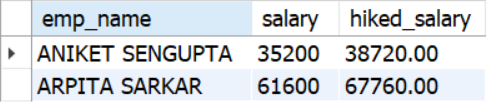 emp_name salary hiked_salary
ANIKET SENGUPTA 35200 38720.00
ARPITA SARKAR 61600 67760.00